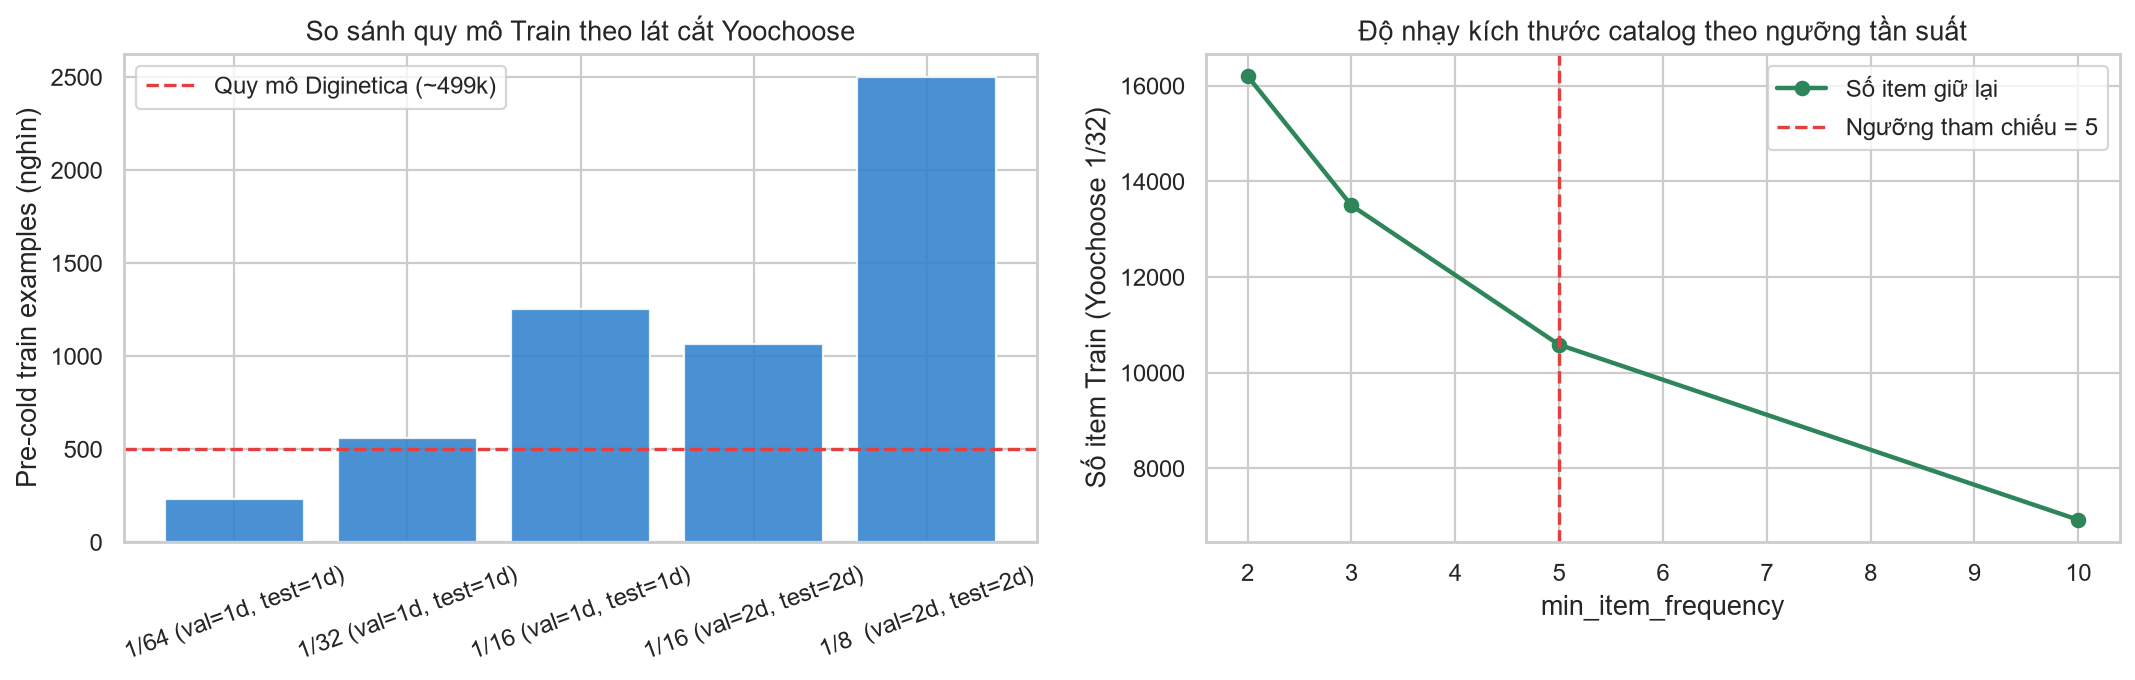 So sánh quy mô Train theo lát cắt Yoochoose
Pre-cold train examples (nghìn)
2500
2000
1500
1000
500
0
Quy mô Diginetica (~499k)
1/64 (val=1d, test=1d)
1/32 (val=1d, test=1d)
1/16 (val=1d, test=1d)
1/16 (val=2d, test=2d)
1/8  (val=2d, test=2d)
Độ nhạy kích thước catalog theo ngưỡng tần suất
Số item Train (Yoochoose 1/32)
16000
14000
12000
10000
8000
Số item giữ lại
Ngưỡng tham chiếu = 5
2 3 4 5 6 7 8 9 10
min_item_frequency